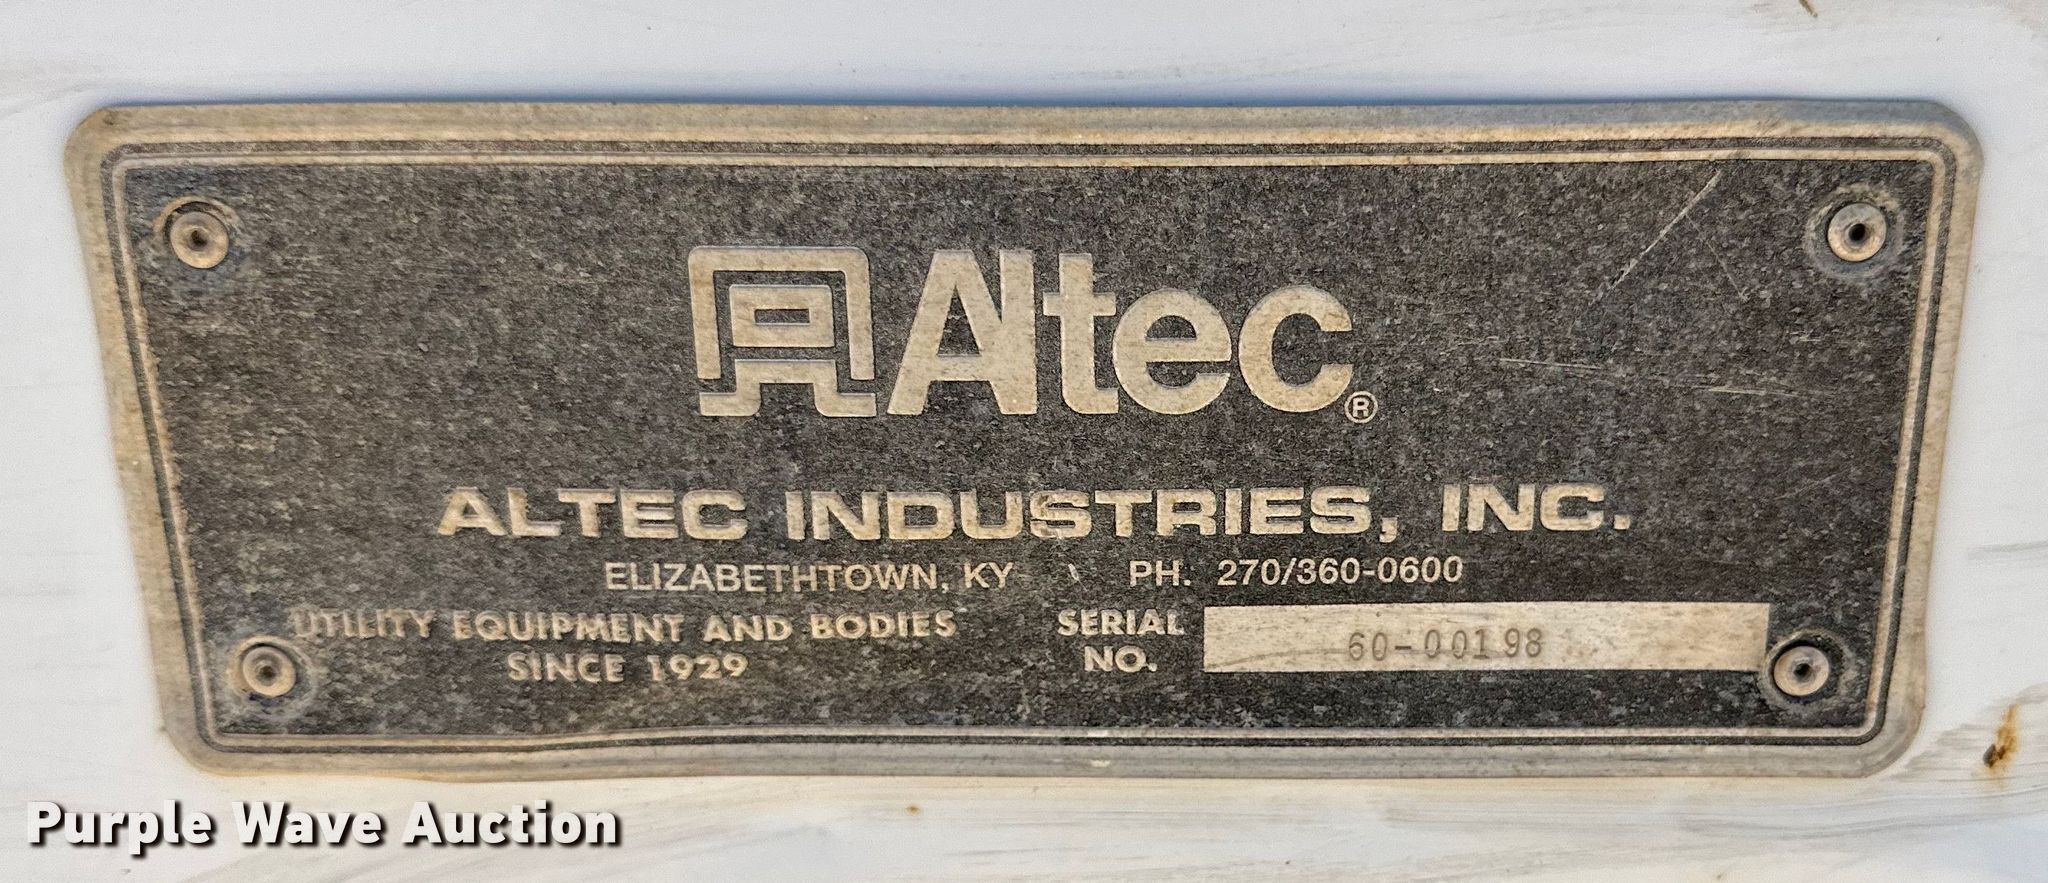 Altec®
ALTEC INDUSTRIES, INC.
ELIZABETHTOWN, KY PH. 270/360-0600
UTILITY EQUIPMENT AND BODIES
SINCE 1929
SERIAL
NO.
60-00198
Purple Wave Auction